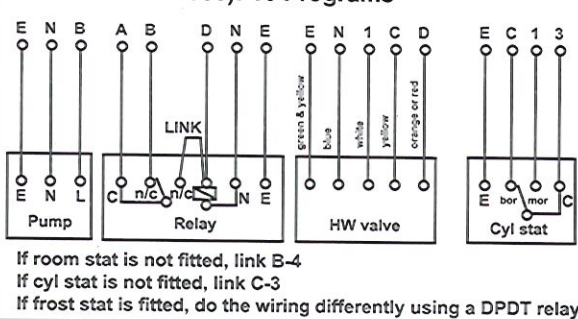 E N B A B D N E E N 1 C D E C 1 3
green & yellow
blue
white
yellow
orange or red
LINK
E N L C n/c n/c N E E bor mor C
Pump Relay HW valve Cyl stat
If room stat is not fitted, link B-4
If cyl stat is not fitted, link C-3
If frost stat is fitted, do the wiring differently using a DPDT relay